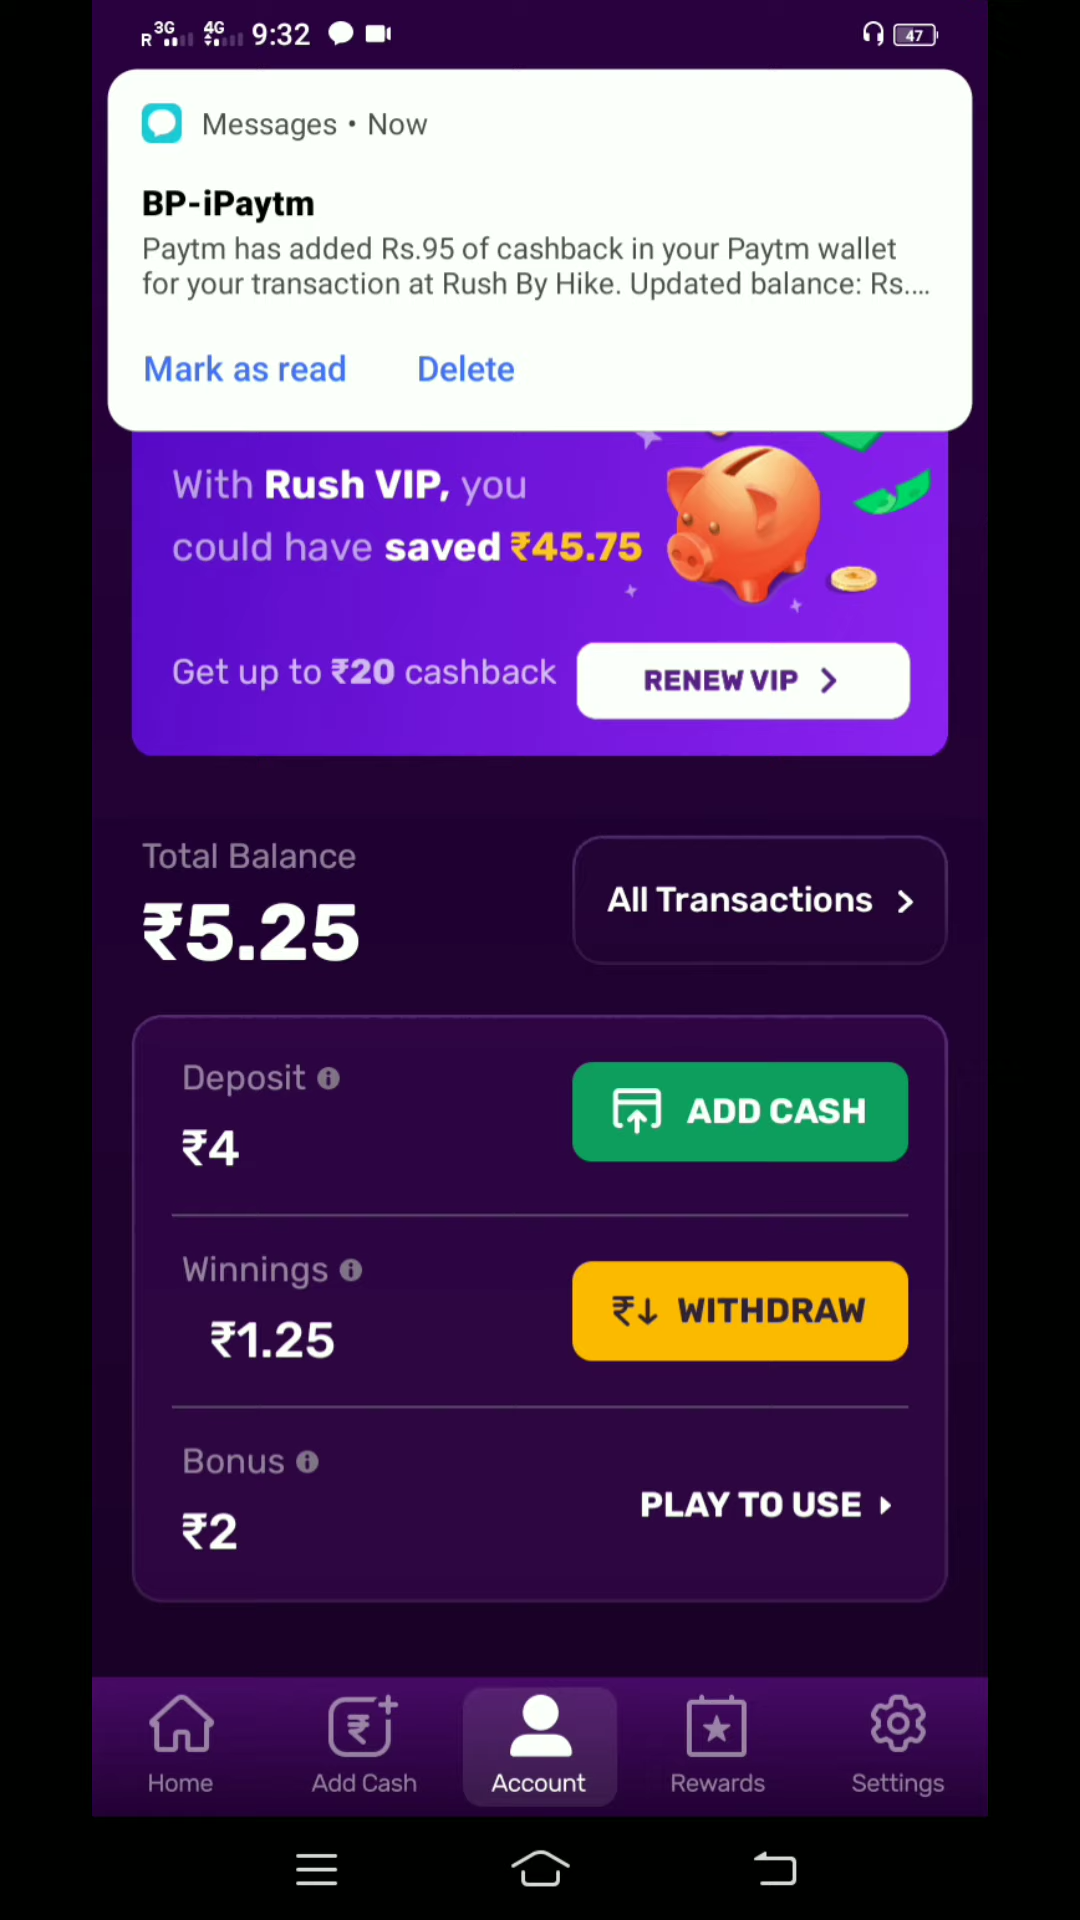 R 3G 4G 9:32 47
Messages • Now
BP-iPaytm
Paytm has added Rs.95 of cashback in your Paytm wallet
for your transaction at Rush By Hike. Updated balance: Rs....
Mark as read Delete
With Rush VIP, you
could have saved ₹45.75
Get up to ₹20 cashback RENEW VIP >
Total Balance
₹5.25
All Transactions >
Deposit
₹4
ADD CASH
Winnings
₹1.25
₹↓ WITHDRAW
Bonus
₹2
PLAY TO USE
Home Add Cash Account Rewards Settings